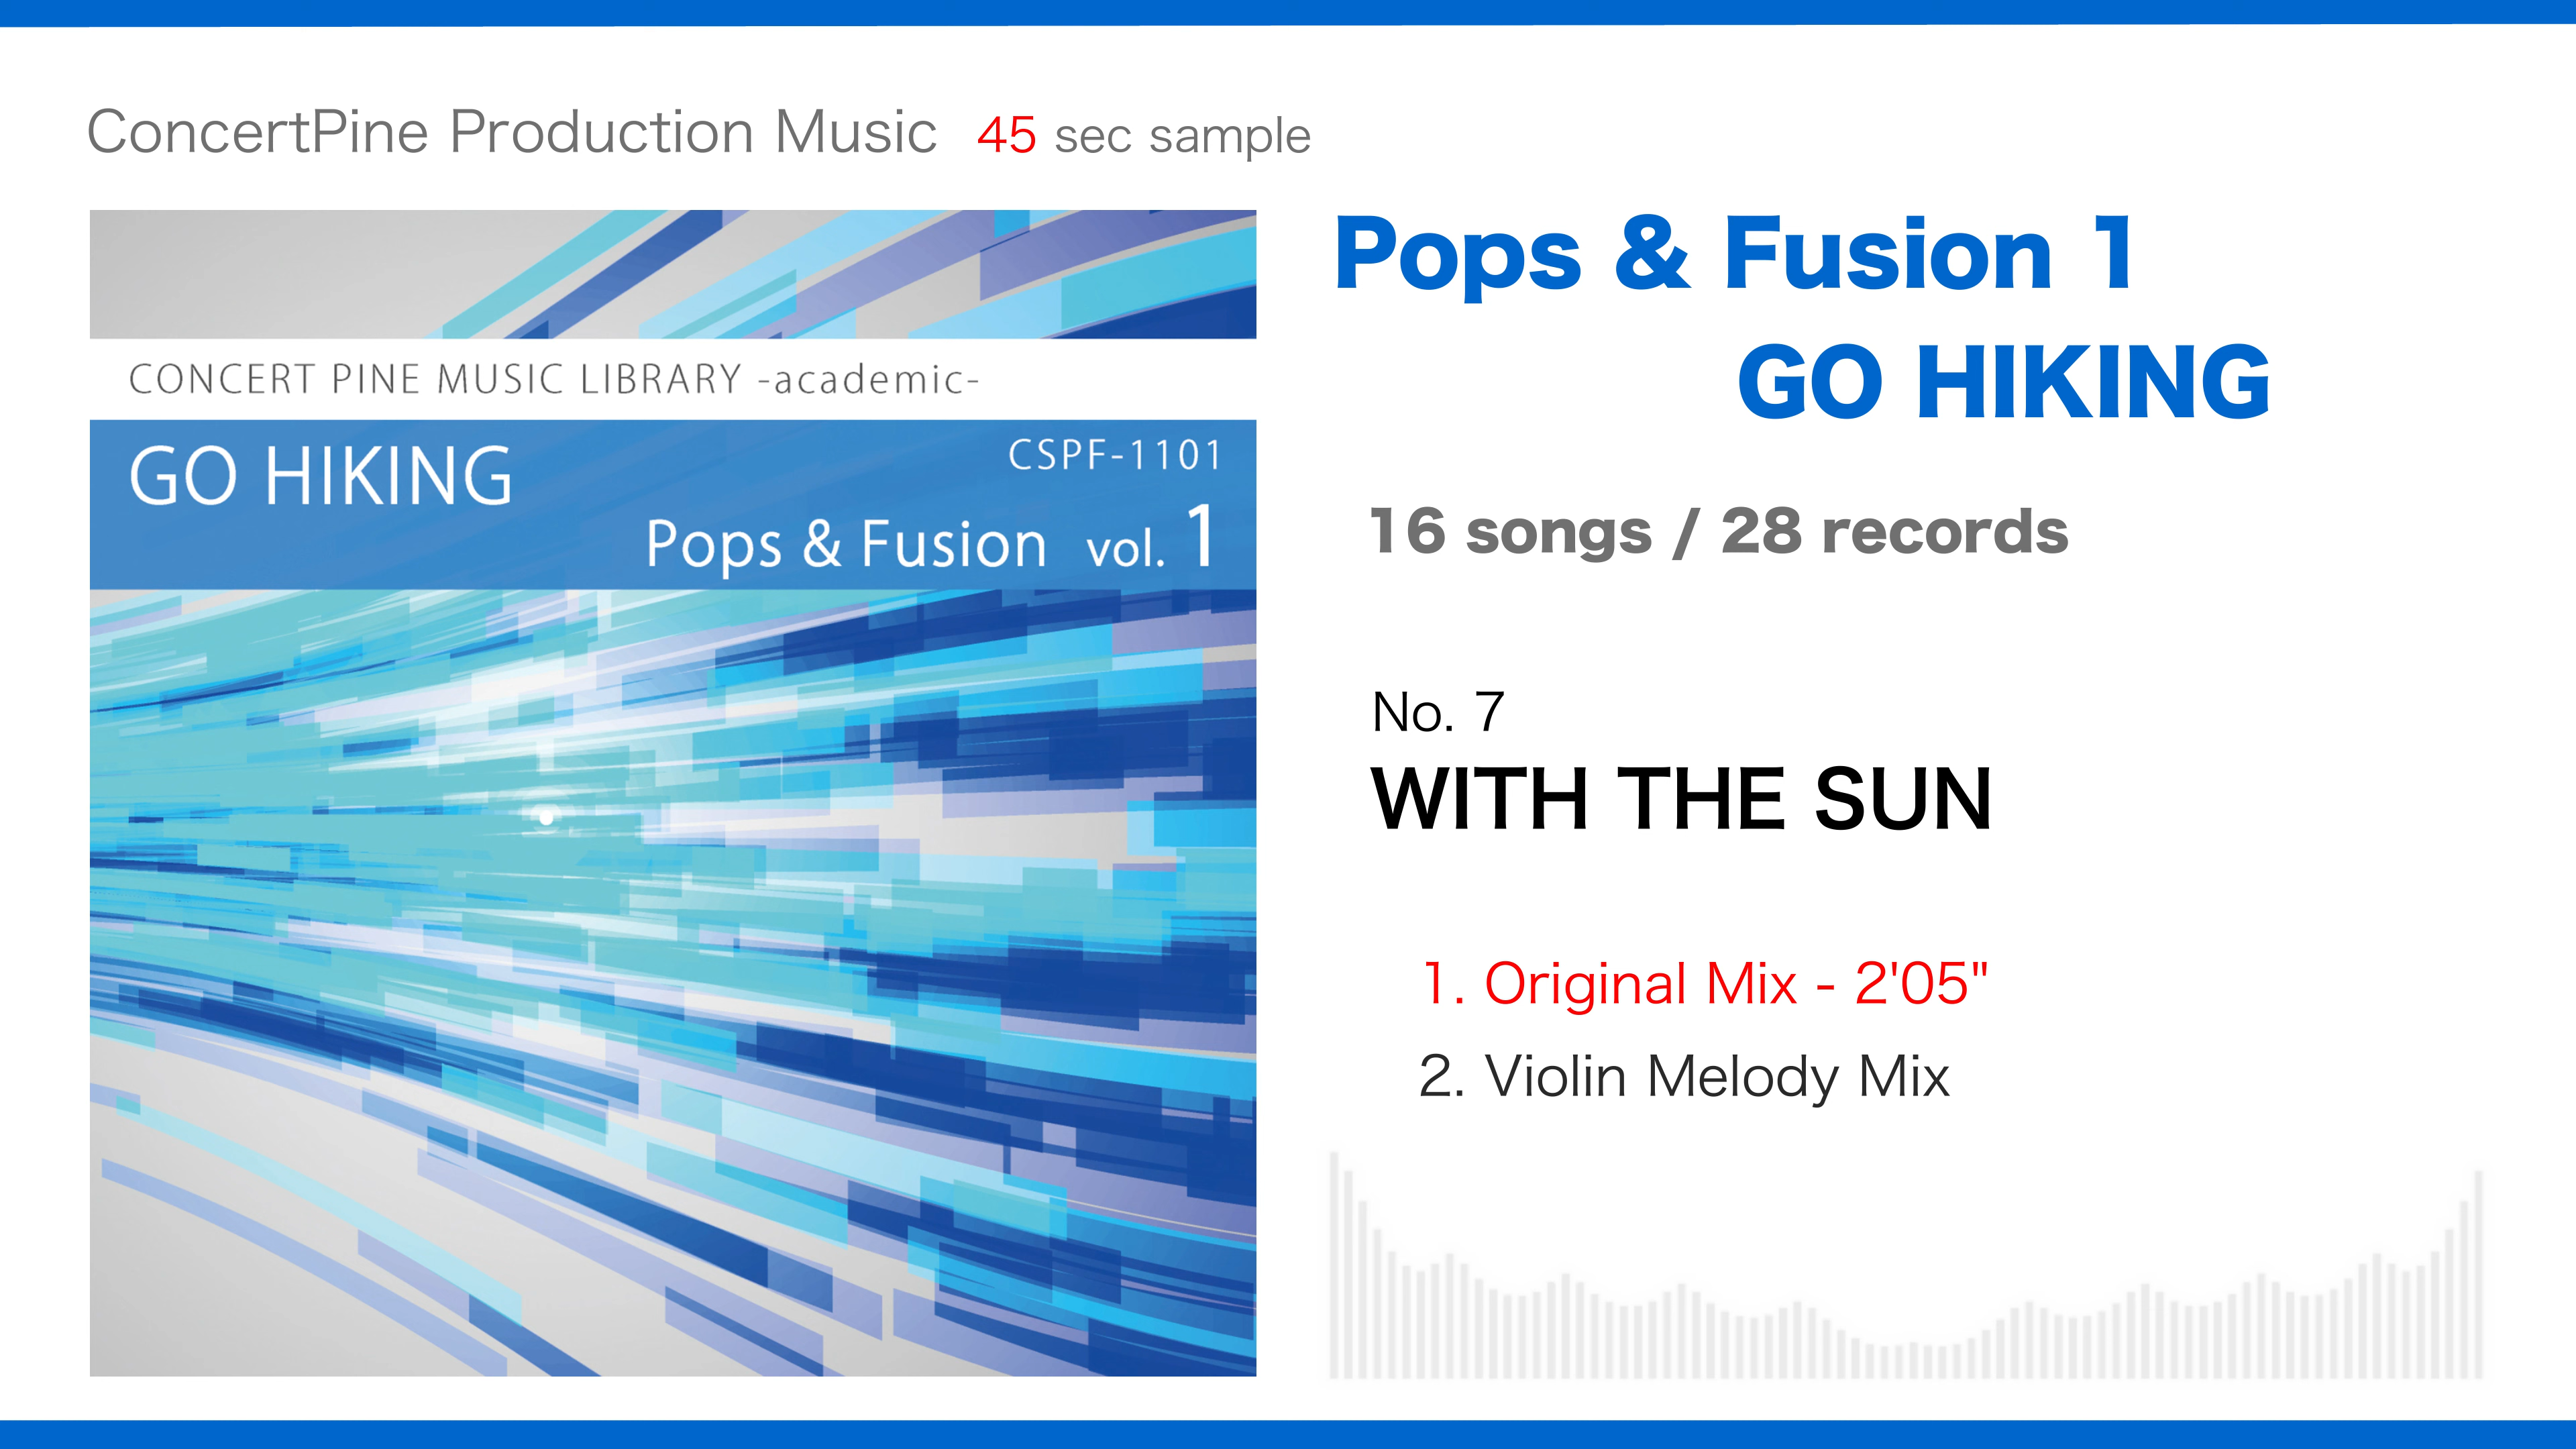 ConcertPine Production Music 45 sec sample
CONCERT PINE MUSIC LIBRARY -academic-
GO HIKING
CSPF-1101
Pops & Fusion vol. 1
Pops & Fusion 1
GO HIKING
16 songs / 28 records
No. 7
WITH THE SUN
1. Original Mix - 2'05"
2. Violin Melody Mix